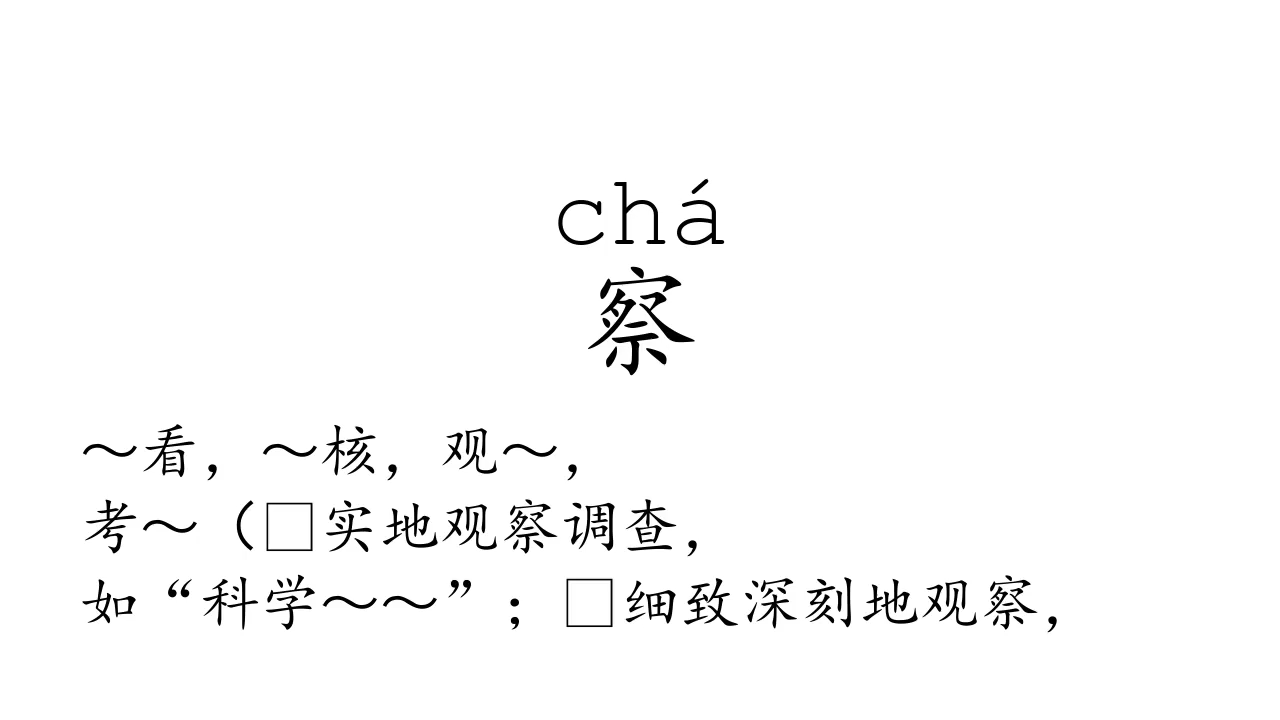 chá
察
～看，～核，观～，
考～（□实地观察调查，
如“科学～～”；□细致深刻地观察，